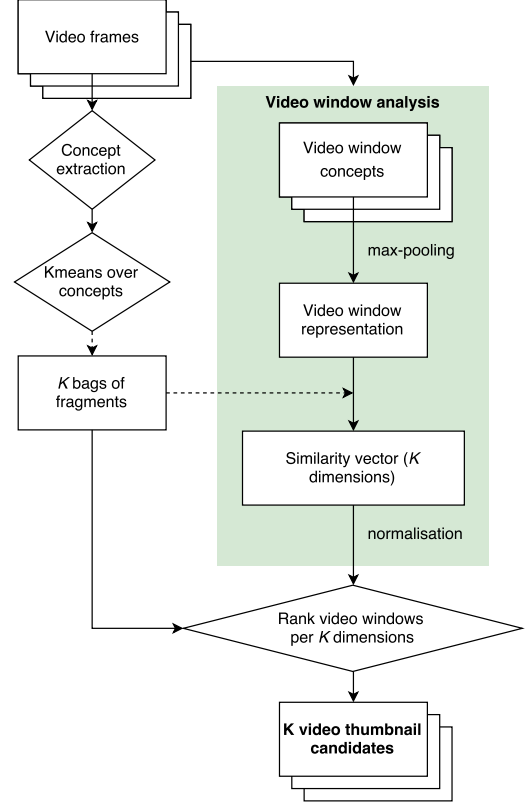 Video frames
Video window analysis
Concept
extraction
Video window
concepts
max-pooling
Kmeans over
concepts
Video window
representation
K bags of
fragments
Similarity vector (K
dimensions)
normalisation
Rank video windows
per K dimensions
K video thumbnail
candidates